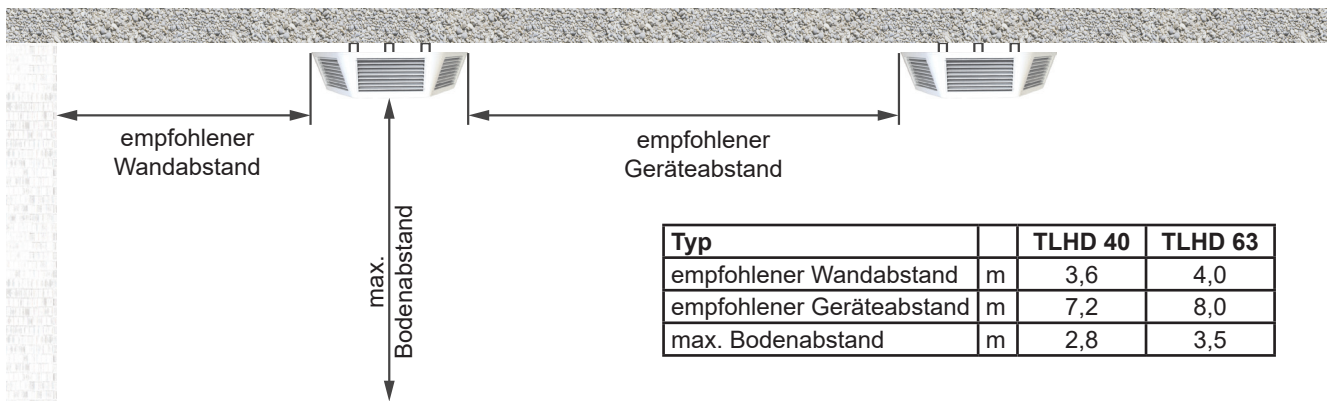 empfohlener
Wandabstand
empfohlener
Geräteabstand
max.
Bodenabstand
Typ TLHD 40 TLHD 63
empfohlener Wandabstand m 3,6 4,0
empfohlener Geräteabstand m 7,2 8,0
max. Bodenabstand m 2,8 3,5